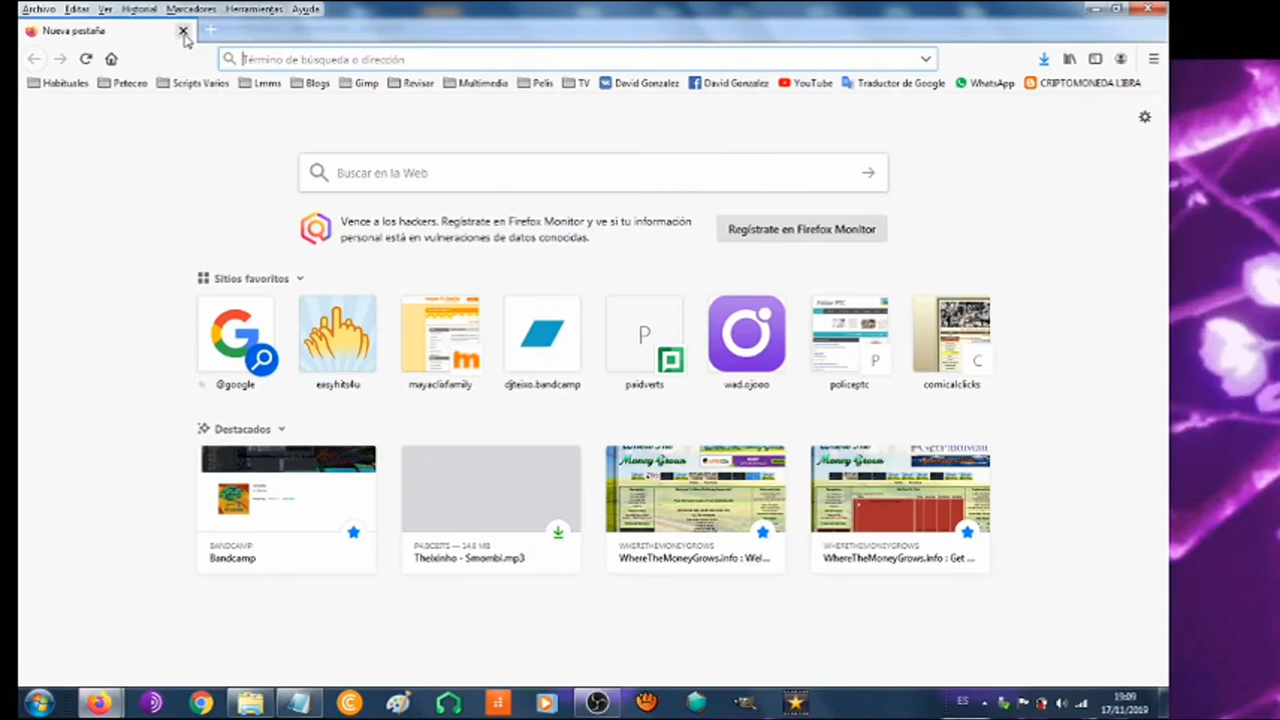 Archivo Editar Ver Historial Marcadores Herramientas Ayuda
Nueva pestaña
Término de búsqueda o dirección
Habituales Peteceo Scripts Varios Lmms Blogs Gimp Revisar Multimedia Pelis TV David Gonzalez David Gonzalez YouTube Traductor de Google WhatsApp CRIPTOMONEDA LIBRA
Buscar en la Web
Vence a los hackers. Regístrate en Firefox Monitor y ve si tu información
personal está en vulneraciones de datos conocidas.
Regístrate en Firefox Monitor
Sitios favoritos
P
P
C
@google easyhits4u mayaclixfamily djteixo.bandcamp paidverts wad.ojooo policeptc comicalclicks
Destacados
BANDCAMP
Bandcamp
Theixinho - Smombi.mp3
WHERETHEMONEYGROWS
WhereTheMoneyGrows.info : Wel...
WHERETHEMONEYGROWS
WhereTheMoneyGrows.info : Get ...
ES
19:09
17/11/2019